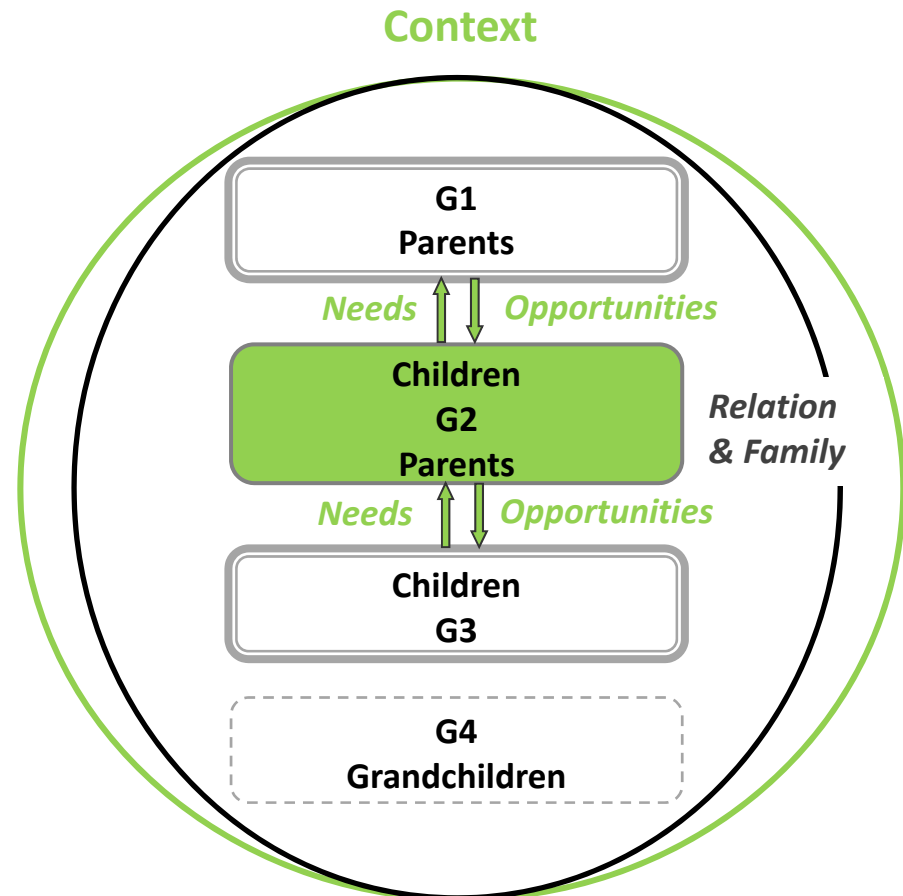 Context
G1
Parents
Needs Opportunities
Children
G2
Parents
Relation
& Family
Needs Opportunities
Children
G3
G4
Grandchildren